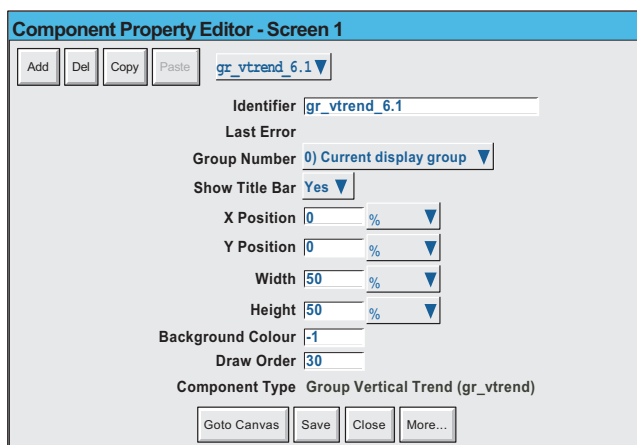 Component Property Editor - Screen 1
Add Del Copy Paste gr_vtrend_6.1
Identifier gr_vtrend_6.1
Last Error
Group Number 0) Current display group
Show Title Bar Yes
X Position 0 %
Y Position 0 %
Width 50 %
Height 50 %
Background Colour -1
Draw Order 30
Component Type Group Vertical Trend (gr_vtrend)
Goto Canvas Save Close More...